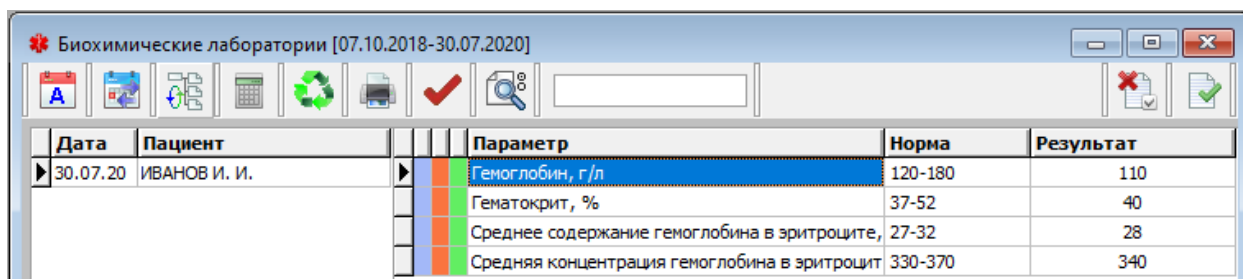 Биохимические лаборатории [07.10.2018-30.07.2020]
A
Дата Пациент Параметр Норма Результат
30.07.20 ИВАНОВ И. И. Гемоглобин, г/л 120-180 110
Гематокрит, % 37-52 40
Среднее содержание гемоглобина в эритроците, 27-32 28
Средняя концентрация гемоглобина в эритроцит 330-370 340